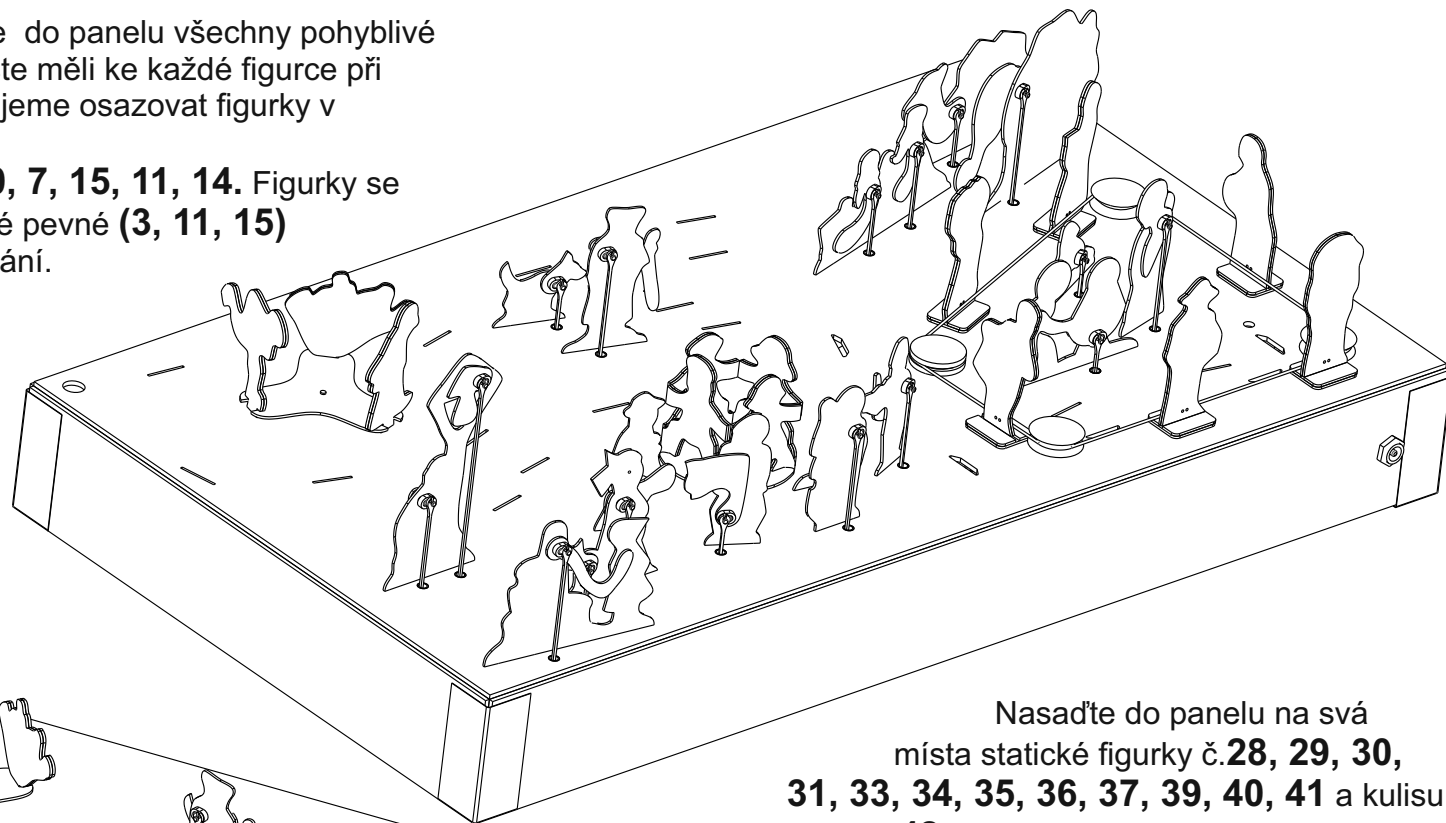 do panelu všechny pohyblivé
te měli ke každé figurce při
jeme osazovat figurky v
, 7, 15, 11, 14. Figurky se
é pevné (3, 11, 15)
ání.
Nasaďte do panelu na svá
místa statické figurky č.28, 29, 30,
31, 33, 34, 35, 36, 37, 39, 40, 41 a kulisu